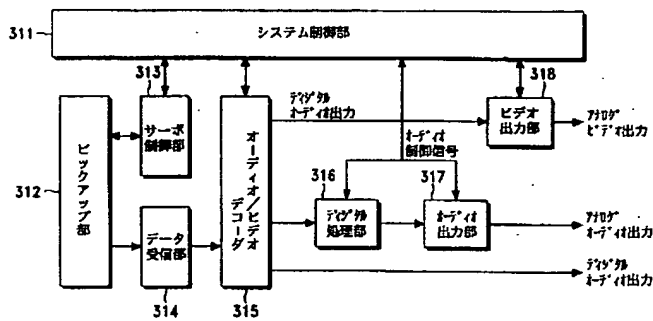 311
システム制御部
313
サーボ
制御部
312
ピックアップ部
データ
受信部
314
オーディオ/ビデオ
デコーダ
315
ディジタル
オーディオ出力
オーディオ
制御信号
316
ディジタル
処理部
317
オーディオ
出力部
318
ビデオ
出力部
アナログ
ビデオ出力
アナログ
オーディオ出力
ディジタル
オーディオ出力